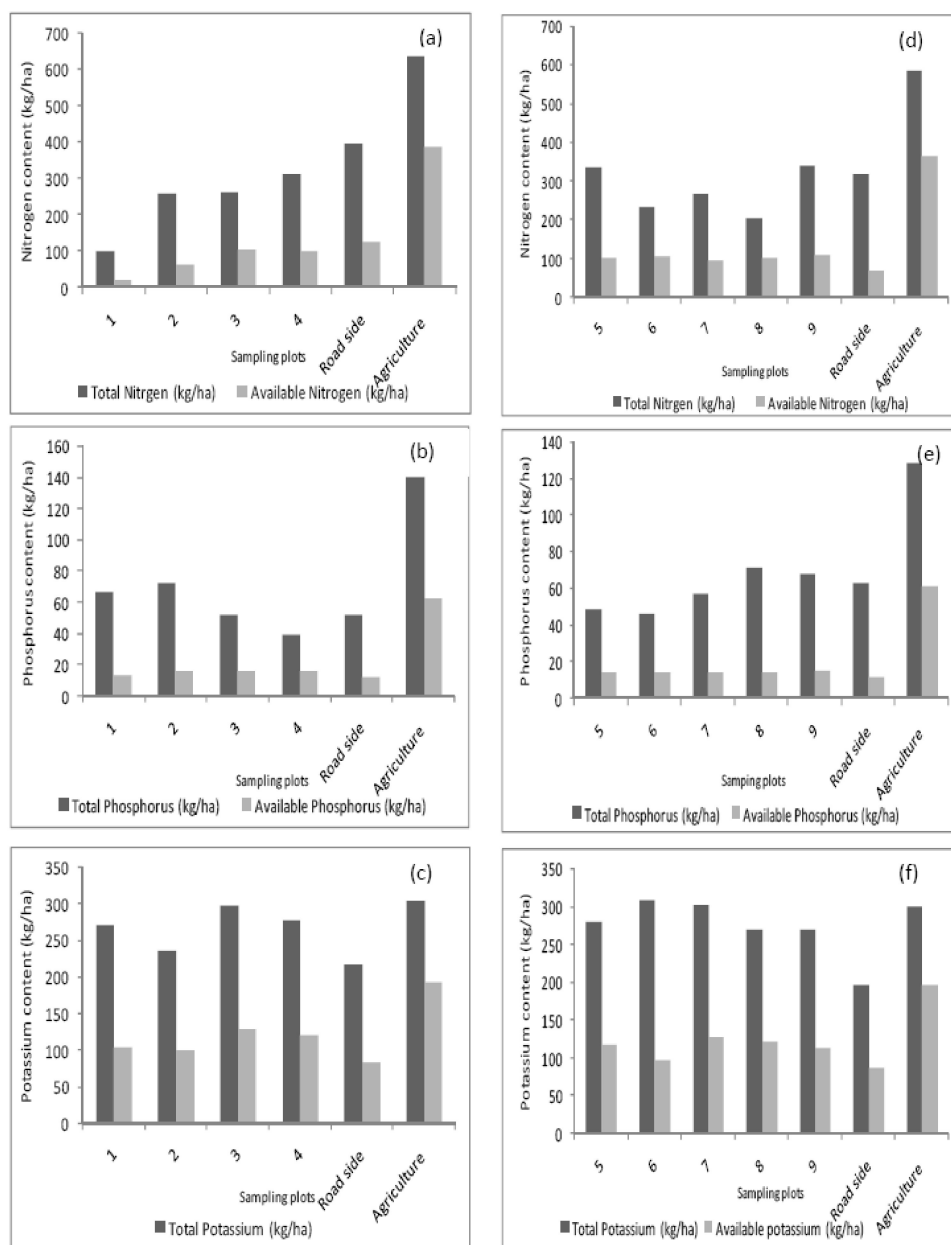 (a)
Nitrogen content (kg/ha)
700
600
500
400
300
200
100
0
1 2 3 4 Road side Agriculture
Sampling plots
Total Nitrgen (kg/ha) Available Nitrogen (kg/ha)
(d)
Nitrogen content (kg/ha)
700
600
500
400
300
200
100
0
5 6 7 8 9 Road side Agriculture
Sampling plots
Total Nitrgen (kg/ha) Available Nitrogen (kg/ha)
(b)
Phosphorus content (kg/ha)
160
140
120
100
80
60
40
20
0
1 2 3 4 Road side Agriculture
Sampling plots
Total Phosphorus (kg/ha) Available Phosphorus (kg/ha)
(e)
Phosphorus content (kg/ha)
140
120
100
80
60
40
20
0
5 6 7 8 9 Road side Agriculture
Samping plots
Total Phosphorus (kg/ha) Available Phosphorus (kg/ha)
(c)
Potassium content (kg/ha)
350
300
250
200
150
100
50
0
1 2 3 4 Road side Agriculture
Sampling plots
Total Potassium (kg/ha)
(f)
Potassium content (kg/ha)
350
300
250
200
150
100
50
0
5 6 7 8 9 Road side Agriculture
Sampling plots
Total Potassium (kg/ha) Available potassium (kg/ha)